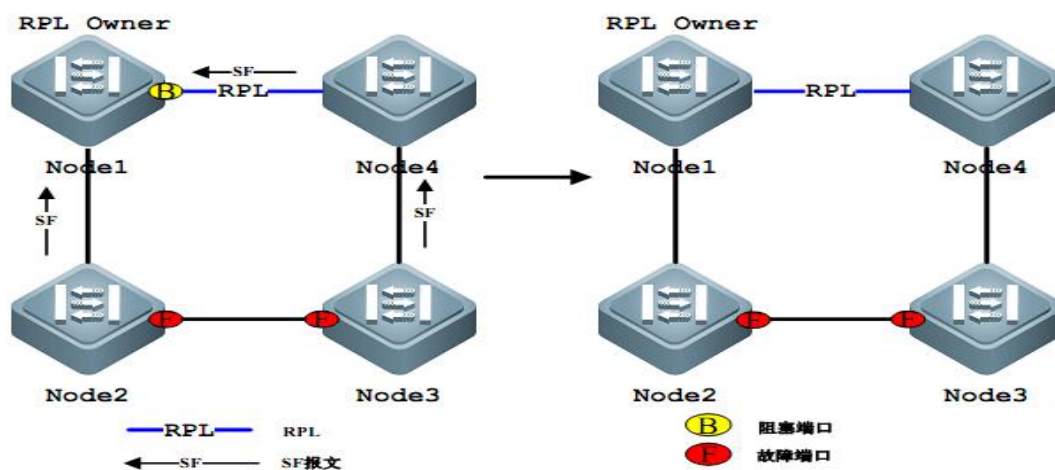 RPL Owner
RPL Owner
SF
B
RPL
RPL
Node1
Node4
Node1
Node4
SF
SF
F
F
F
F
Node2
Node3
Node2
Node3
RPL
RPL
B
阻塞端口
SF
SF报文
F
故障端口